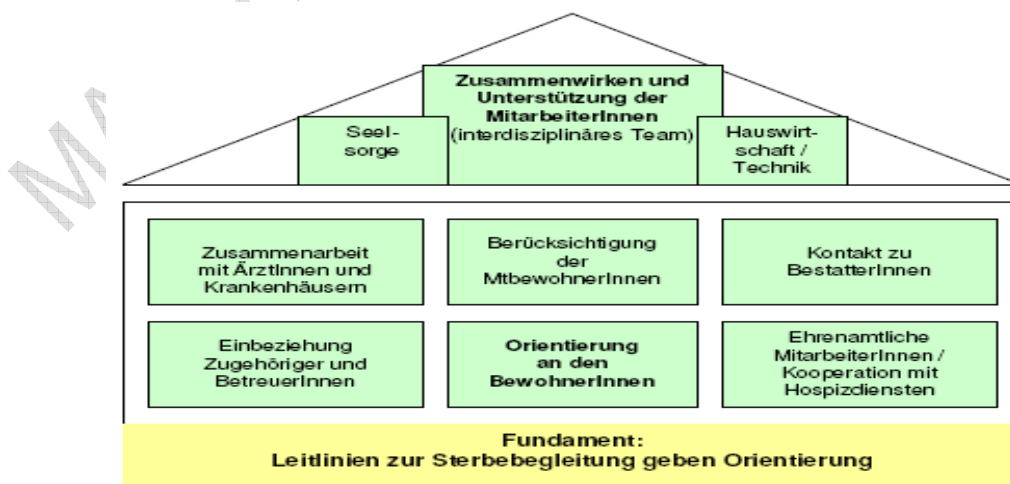 Zusammenwirken und
Unterstützung der
MitarbeiterInnen
(interdisziplinäres Team)
Seel-
sorge
Hauswirt-
schaft /
Technik
Zusammenarbeit
mit ÄrztInnen und
Krankenhäusern
Berücksichtigung
der
MtbewohnerInnen
Kontakt zu
BestatterInnen
Einbeziehung
Zugehöriger und
BetreuerInnen
Orientierung
an den
BewohnerInnen
Ehrenamtliche
MitarbeiterInnen /
Kooperation mit
Hospizdiensten
Fundament:
Leitlinien zur Sterbebegleitung geben Orientierung